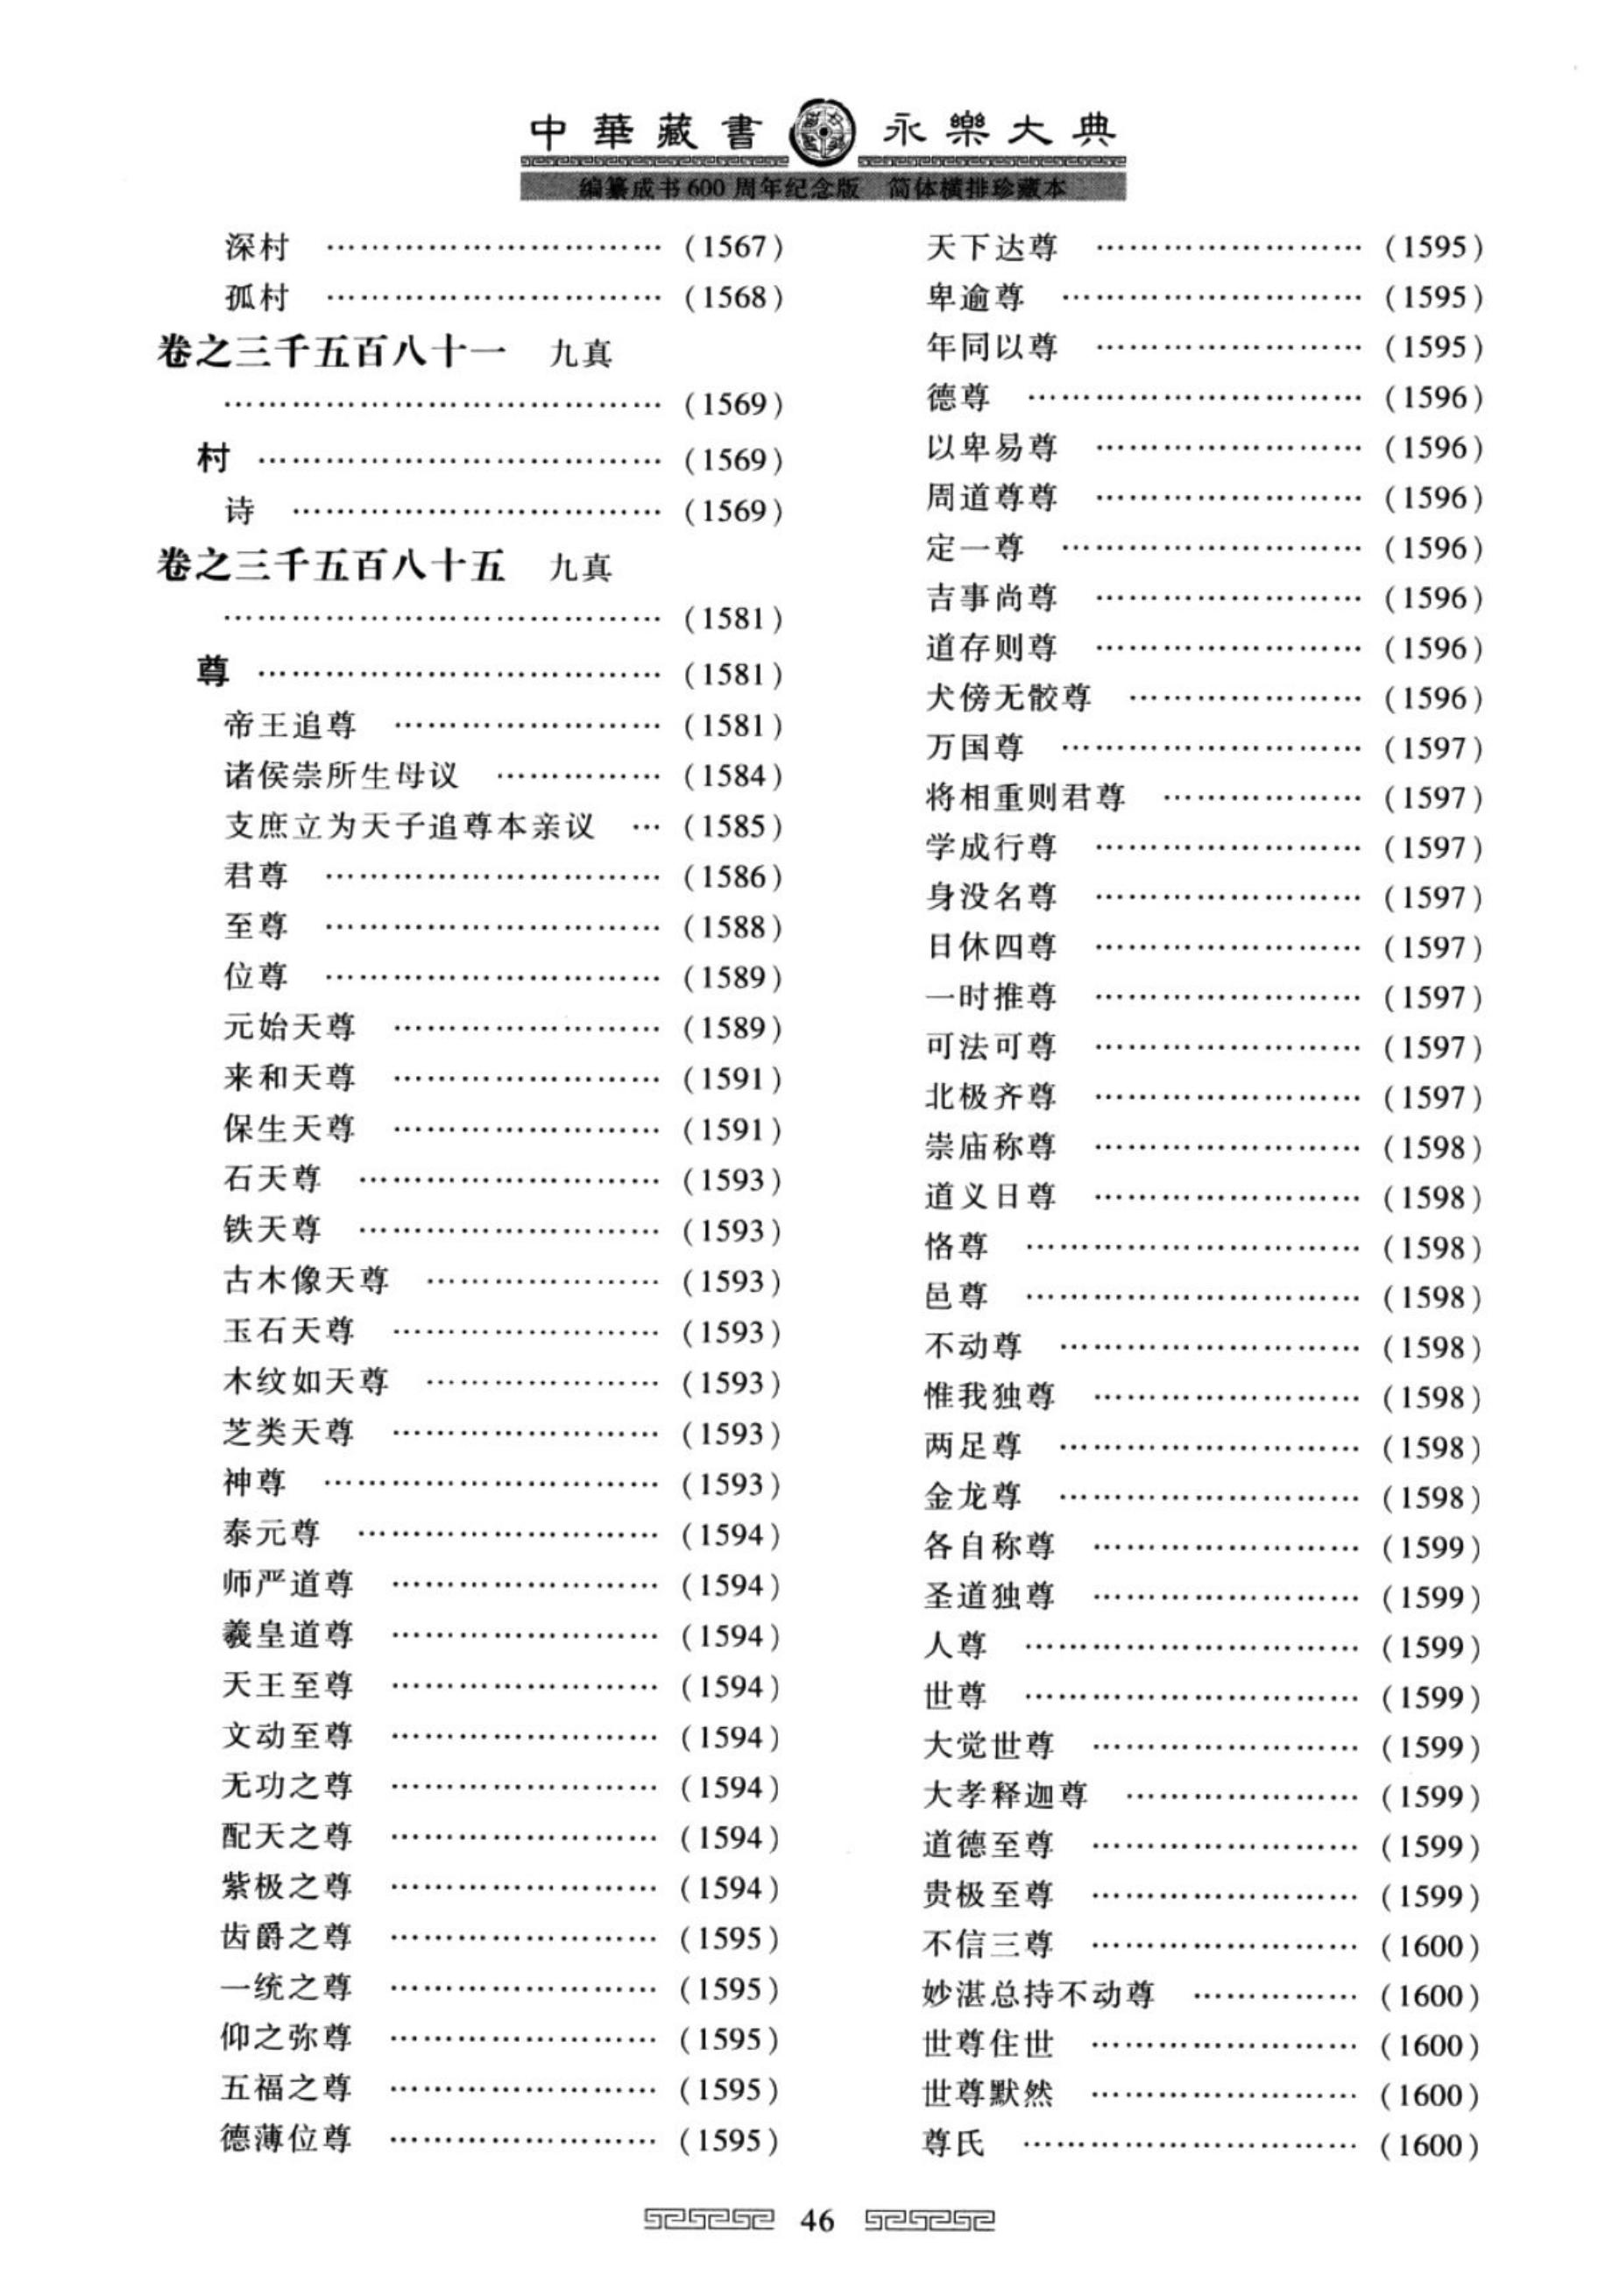 中華藏書 永樂大典
编纂成书600周年纪念版 简体横排珍藏本
深村 ………………………… (1567)
孤村 ………………………… (1568)
卷之三千五百八十一 九真
………………………………… (1569)
村 ……………………………… (1569)
诗 …………………………… (1569)
卷之三千五百八十五 九真
………………………………… (1581)
尊 ……………………………… (1581)
帝王追尊 …………………… (1581)
诸侯崇所生母议 …………… (1584)
支庶立为天子追尊本亲议 … (1585)
君尊 ………………………… (1586)
至尊 ………………………… (1588)
位尊 ………………………… (1589)
元始天尊 …………………… (1589)
来和天尊 …………………… (1591)
保生天尊 …………………… (1591)
石天尊 ……………………… (1593)
铁天尊 ……………………… (1593)
古木像天尊 ………………… (1593)
玉石天尊 …………………… (1593)
木纹如天尊 ………………… (1593)
芝类天尊 …………………… (1593)
神尊 ………………………… (1593)
泰元尊 ……………………… (1594)
师严道尊 …………………… (1594)
羲皇道尊 …………………… (1594)
天王至尊 …………………… (1594)
文动至尊 …………………… (1594)
无功之尊 …………………… (1594)
配天之尊 …………………… (1594)
紫极之尊 …………………… (1594)
齿爵之尊 …………………… (1595)
一统之尊 …………………… (1595)
仰之弥尊 …………………… (1595)
五福之尊 …………………… (1595)
德薄位尊 …………………… (1595)
天下达尊 …………………… (1595)
卑逾尊 ……………………… (1595)
年同以尊 …………………… (1595)
德尊 ………………………… (1596)
以卑易尊 …………………… (1596)
周道尊尊 …………………… (1596)
定一尊 ……………………… (1596)
吉事尚尊 …………………… (1596)
道存则尊 …………………… (1596)
犬傍无骰尊 ………………… (1596)
万国尊 ……………………… (1597)
将相重则君尊 ……………… (1597)
学成行尊 …………………… (1597)
身没名尊 …………………… (1597)
日休四尊 …………………… (1597)
一时推尊 …………………… (1597)
可法可尊 …………………… (1597)
北极齐尊 …………………… (1597)
崇庙称尊 …………………… (1598)
道义日尊 …………………… (1598)
恪尊 ………………………… (1598)
邑尊 ………………………… (1598)
不动尊 ……………………… (1598)
惟我独尊 …………………… (1598)
两足尊 ……………………… (1598)
金龙尊 ……………………… (1598)
各自称尊 …………………… (1599)
圣道独尊 …………………… (1599)
人尊 ………………………… (1599)
世尊 ………………………… (1599)
大觉世尊 …………………… (1599)
大孝释迦尊 ………………… (1599)
道德至尊 …………………… (1599)
贵极至尊 …………………… (1599)
不信三尊 …………………… (1600)
妙湛总持不动尊 …………… (1600)
世尊住世 …………………… (1600)
世尊默然 …………………… (1600)
尊氏 ………………………… (1600)
46